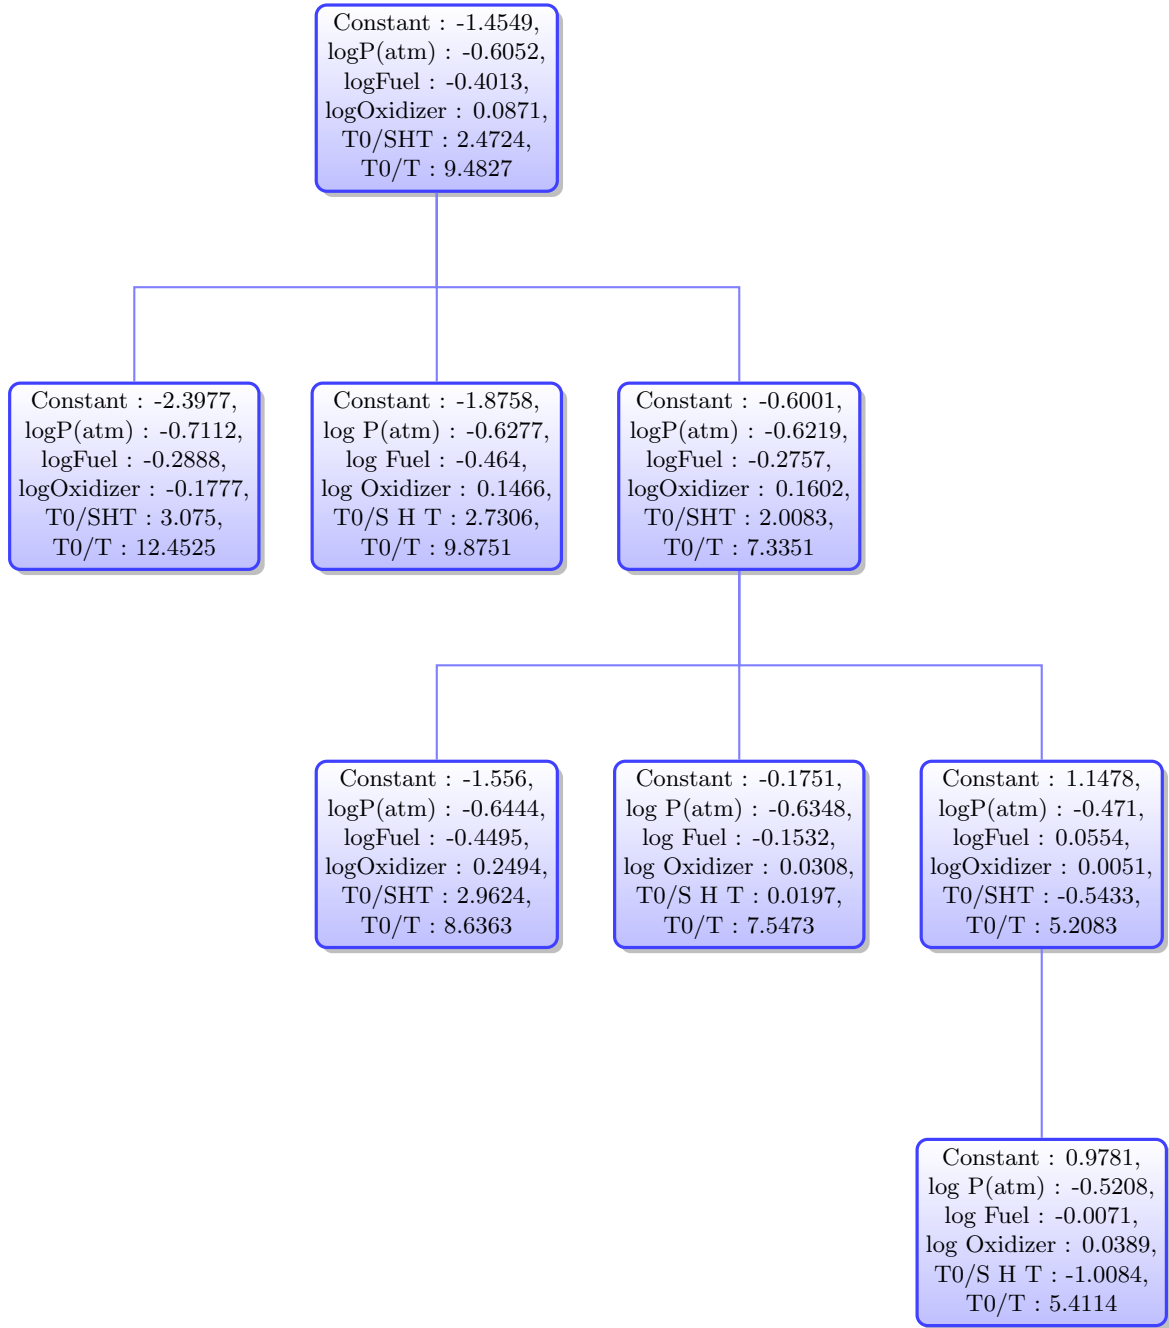 Constant : -1.4549,
logP(atm) : -0.6052,
logFuel : -0.4013,
logOxidizer : 0.0871,
T0/SHT : 2.4724,
T0/T : 9.4827
Constant : -2.3977,
logP(atm) : -0.7112,
logFuel : -0.2888,
logOxidizer : -0.1777,
T0/SHT : 3.075,
T0/T : 12.4525
Constant : -1.8758,
log P(atm) : -0.6277,
log Fuel : -0.464,
log Oxidizer : 0.1466,
T0/S H T : 2.7306,
T0/T : 9.8751
Constant : -0.6001,
logP(atm) : -0.6219,
logFuel : -0.2757,
logOxidizer : 0.1602,
T0/SHT : 2.0083,
T0/T : 7.3351
Constant : -1.556,
logP(atm) : -0.6444,
logFuel : -0.4495,
logOxidizer : 0.2494,
T0/SHT : 2.9624,
T0/T : 8.6363
Constant : -0.1751,
log P(atm) : -0.6348,
log Fuel : -0.1532,
log Oxidizer : 0.0308,
T0/S H T : 0.0197,
T0/T : 7.5473
Constant : 1.1478,
logP(atm) : -0.471,
logFuel : 0.0554,
logOxidizer : 0.0051,
T0/SHT : -0.5433,
T0/T : 5.2083
Constant : 0.9781,
log P(atm) : -0.5208,
log Fuel : -0.0071,
log Oxidizer : 0.0389,
T0/S H T : -1.0084,
T0/T : 5.4114